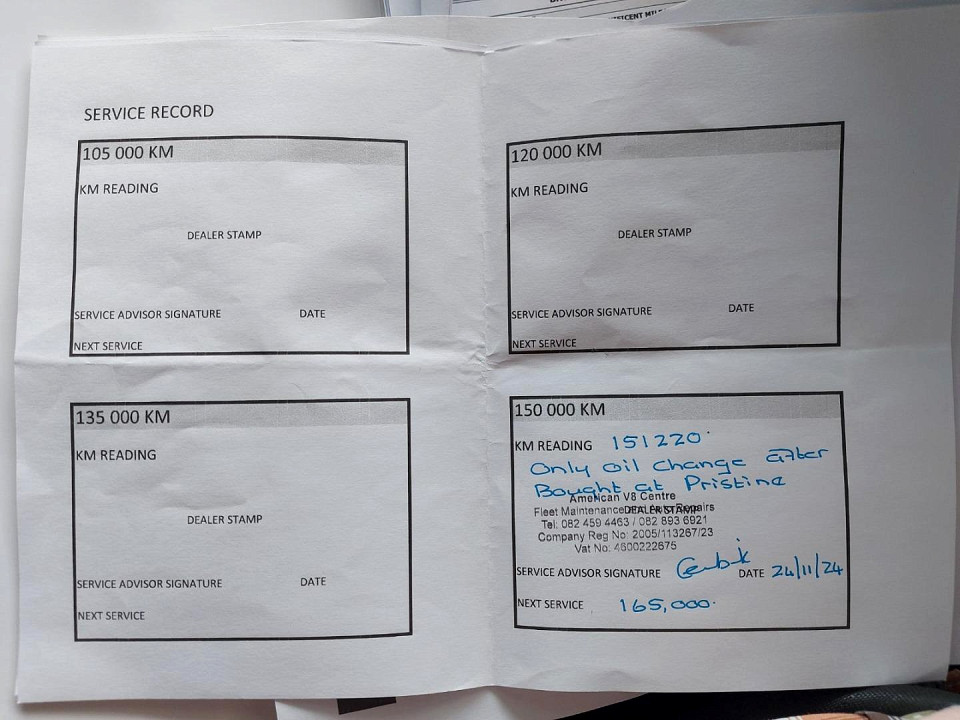 SERVICE RECORD
105 000 KM
KM READING
DEALER STAMP
SERVICE ADVISOR SIGNATURE DATE
NEXT SERVICE
120 000 KM
KM READING
DEALER STAMP
SERVICE ADVISOR SIGNATURE DATE
NEXT SERVICE
135 000 KM
KM READING
DEALER STAMP
SERVICE ADVISOR SIGNATURE DATE
NEXT SERVICE
150 000 KM
KM READING 151220
Only oil change after
Bought at Pristine
American V8 Centre
Fleet Maintenance Repairs
DEALER STAMP
Tel: 082 459 4463 / 082 893 6921
Company Reg No: 2005/113267/23
Vat No: 4600222675
SERVICE ADVISOR SIGNATURE DATE 24/11/24
NEXT SERVICE 165,000